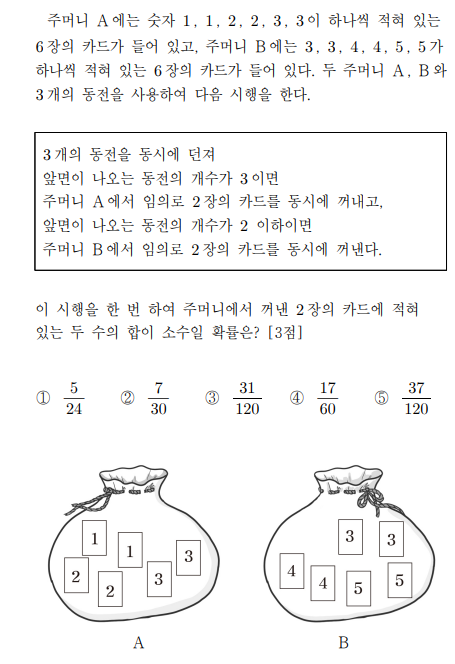 주머니 A에는 숫자 1, 1, 2, 2, 3, 3이 하나씩 적혀 있는
6장의 카드가 들어 있고, 주머니 B에는 3, 3, 4, 4, 5, 5가
하나씩 적혀 있는 6장의 카드가 들어 있다. 두 주머니 A, B와
3개의 동전을 사용하여 다음 시행을 한다.
3개의 동전을 동시에 던져
앞면이 나오는 동전의 개수가 3이면
주머니 A에서 임의로 2장의 카드를 동시에 꺼내고,
앞면이 나오는 동전의 개수가 2 이하이면
주머니 B에서 임의로 2장의 카드를 동시에 꺼낸다.
이 시행을 한 번 하여 주머니에서 꺼낸 2장의 카드에 적혀
있는 두 수의 합이 소수일 확률은? [3점]
① 5/24 ② 7/30 ③ 31/120 ④ 17/60 ⑤ 37/120
1 1 2 2 3 3
3 3 4 4 5 5
A B